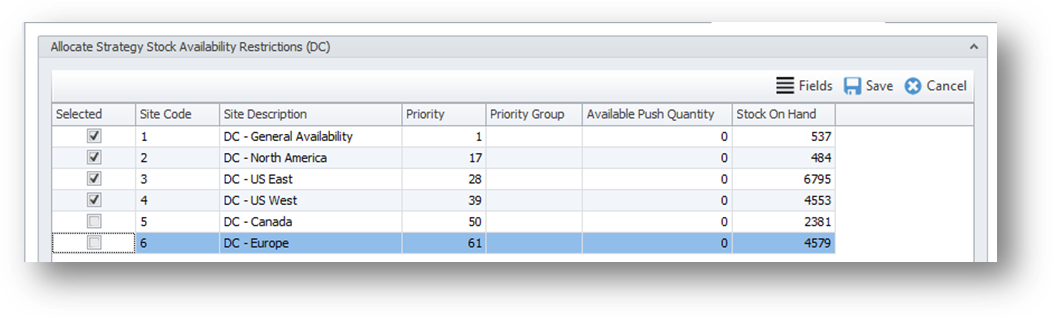 Allocate Strategy Stock Availability Restrictions (DC)
Fields Save Cancel
Selected Site Code Site Description Priority Priority Group Available Push Quantity Stock On Hand
1 DC - General Availability 1 0 537
2 DC - North America 17 0 484
3 DC - US East 28 0 6795
4 DC - US West 39 0 4553
5 DC - Canada 50 0 2381
6 DC - Europe 61 0 4579